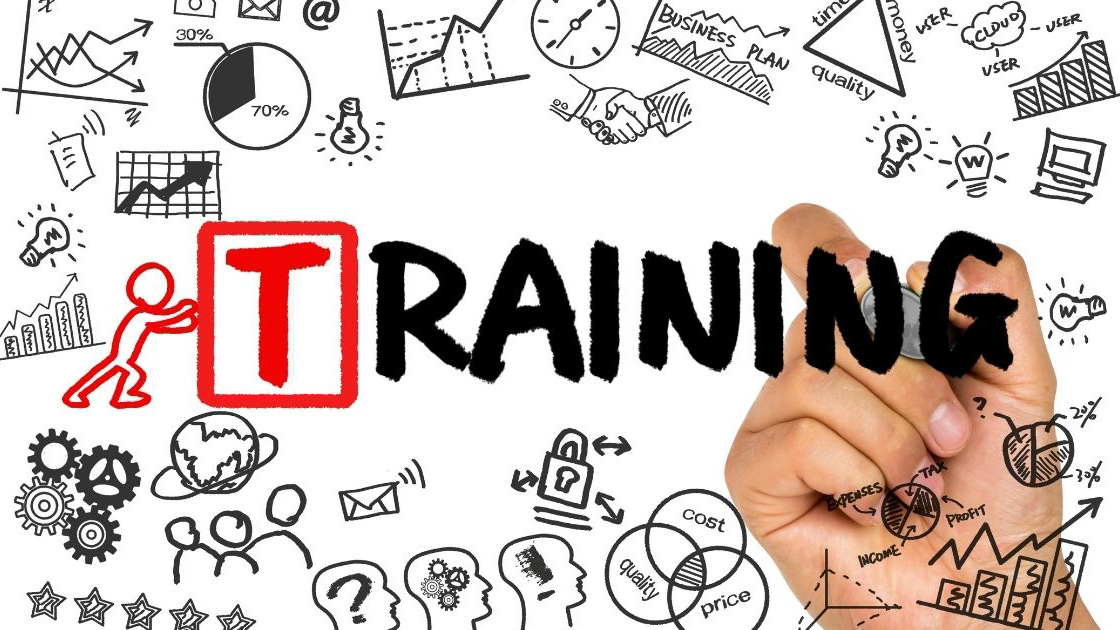 @
30%
70%
BUSINESS PLAN
time
money
quality
USER
CLOUD
USER
USER
W
TRAINING
?
20%
30%
TAX
EXPENSES
PROFIT
INCOME
cost
quality
price
?